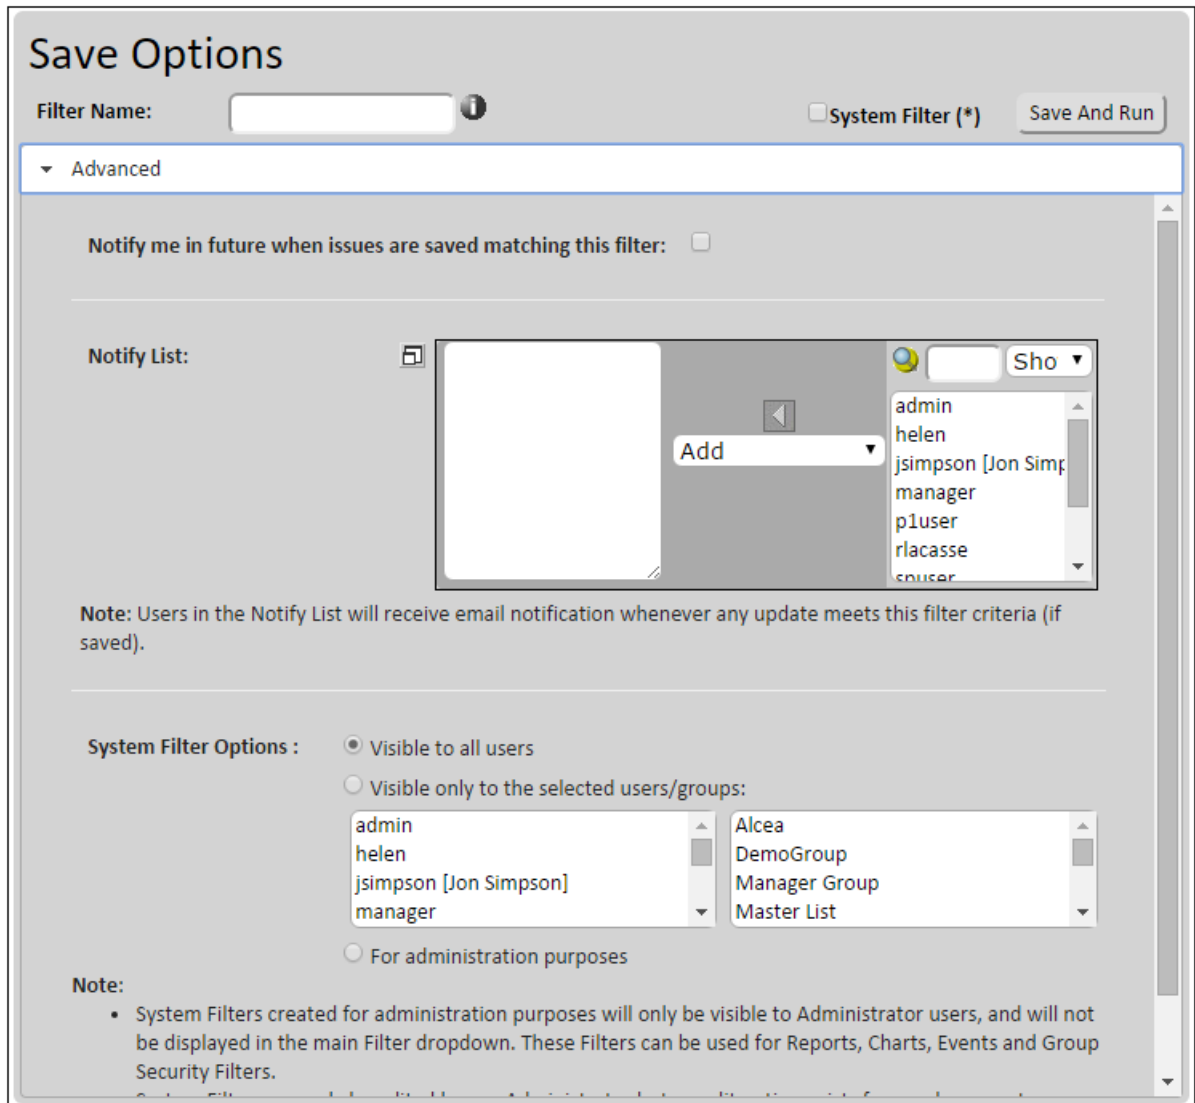 Save Options
Filter Name:
System Filter (*)
Save And Run
Advanced
Notify me in future when issues are saved matching this filter:
Notify List:
Sho
Add
admin
helen
jsimpson [Jon Simp
manager
p1user
rlacasse
spuser
Note: Users in the Notify List will receive email notification whenever any update meets this filter criteria (if
saved).
System Filter Options :
Visible to all users
Visible only to the selected users/groups:
admin
helen
jsimpson [Jon Simpson]
manager
Alcea
DemoGroup
Manager Group
Master List
For administration purposes
Note:
• System Filters created for administration purposes will only be visible to Administrator users, and will not
be displayed in the main Filter dropdown. These Filters can be used for Reports, Charts, Events and Group
Security Filters.